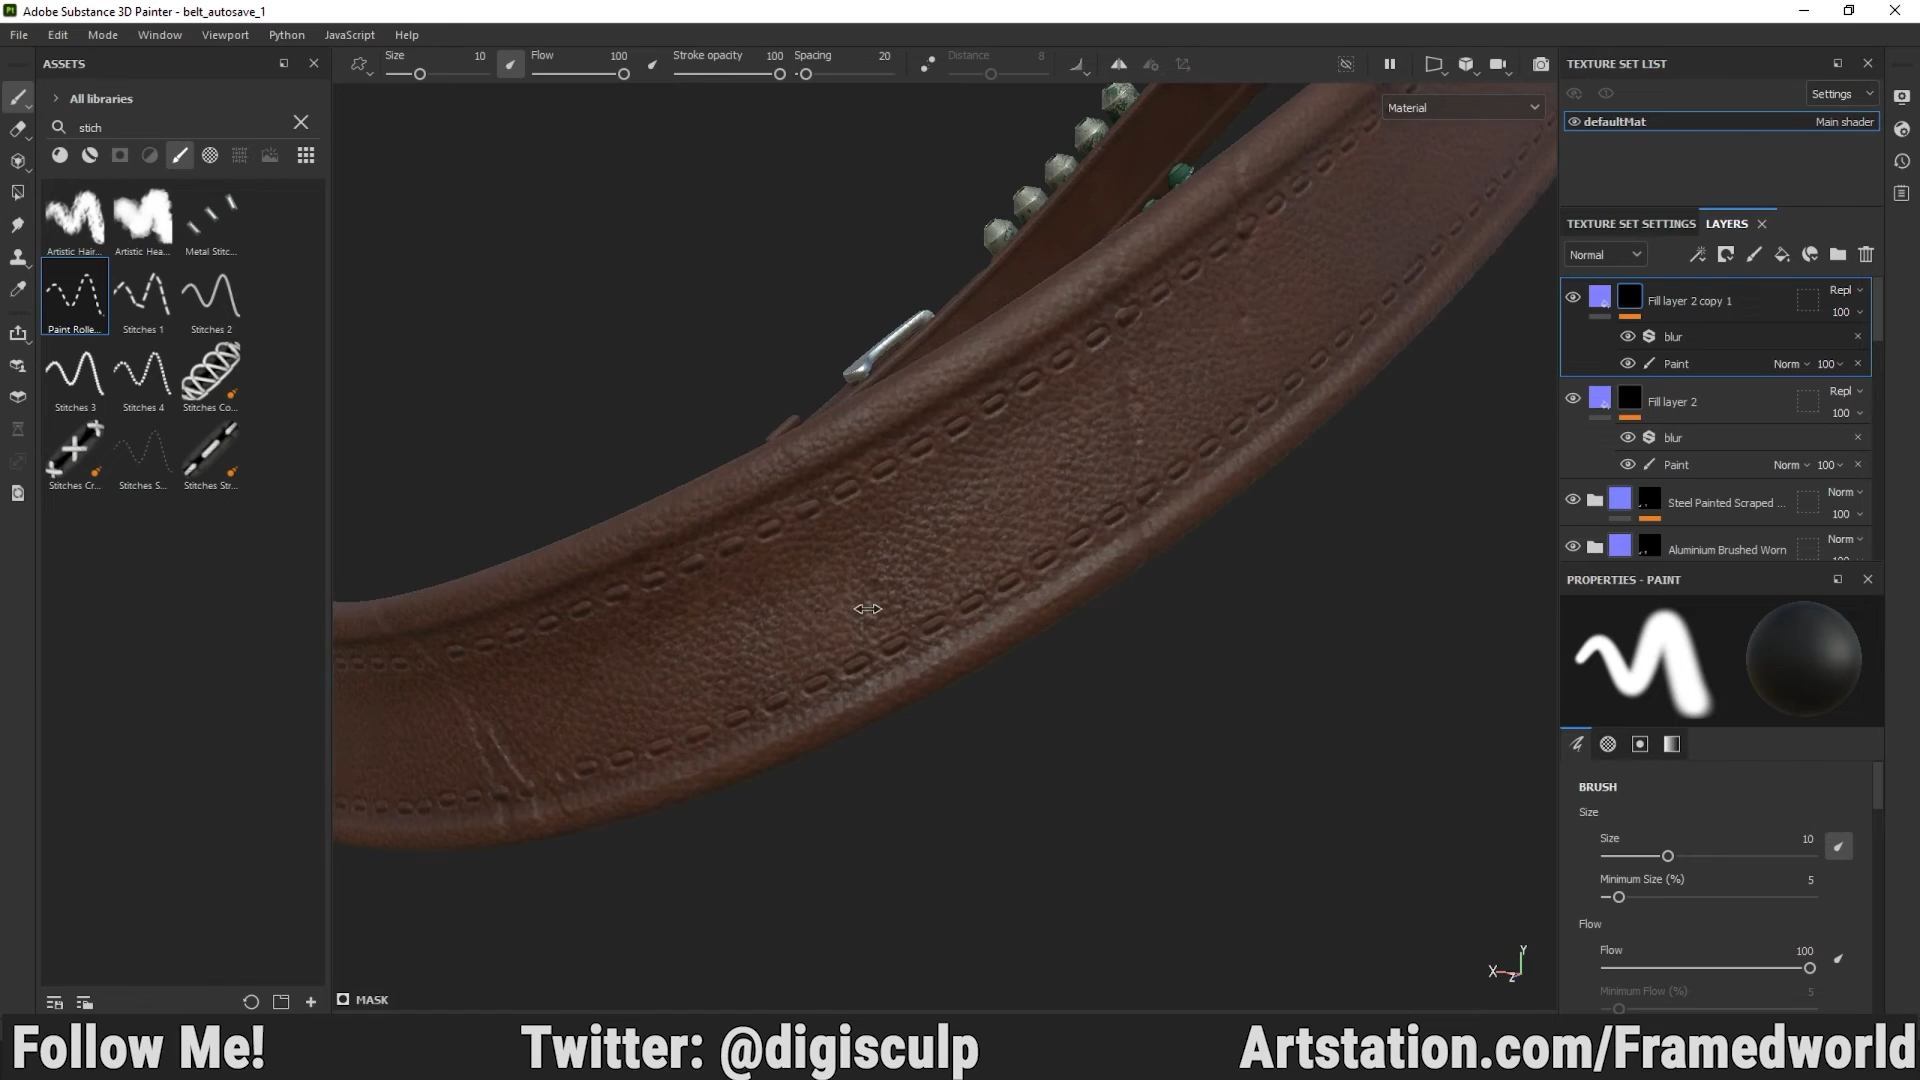 Adobe Substance 3D Painter - belt_autosave_1
File Edit Mode Window Viewport Python JavaScript Help
ASSETS
All libraries
stich
Artistic Hair...
Artistic Hea...
Metal Stitc...
Paint Rolle...
Stitches 1
Stitches 2
Stitches 3
Stitches 4
Stitches Co...
Stitches Cr...
Stitches S...
Stitches Str...
Size 10
Flow 100
Stroke opacity 100
Spacing 20
Distance 8
Material
MASK
Y
X
Z
TEXTURE SET LIST
Settings
defaultMat Main shader
TEXTURE SET SETTINGS LAYERS
Normal
Fill layer 2 copy 1 Repl
100
blur
Paint Norm 100
Fill layer 2 Repl
100
blur
Paint Norm 100
Steel Painted Scraped ... Norm
100
Aluminium Brushed Worn Norm
100
PROPERTIES - PAINT
BRUSH
Size
Size 10
Minimum Size (%) 5
Flow
Flow 100
Minimum Flow (%) 5
Follow Me! Twitter: @digisculp Artstation.com/Framedworld